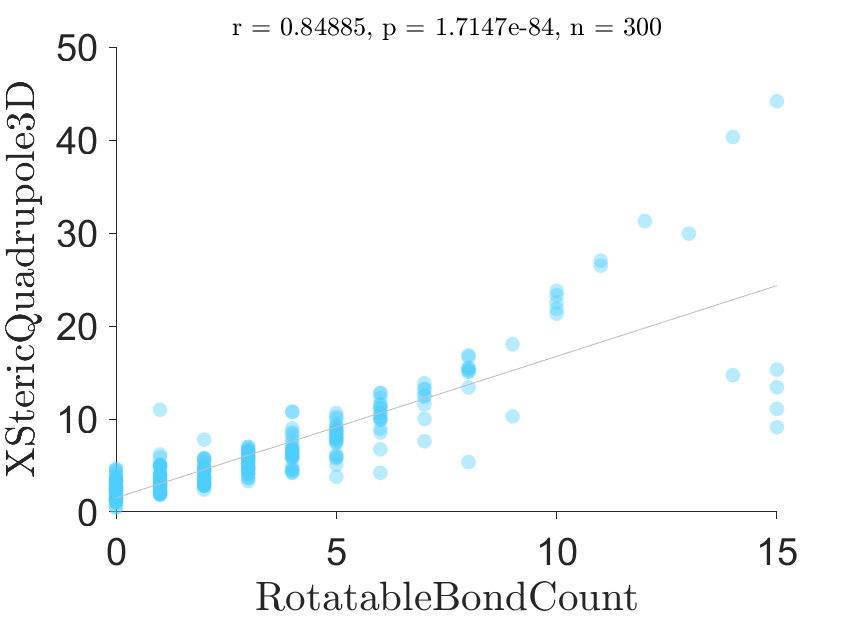 r = 0.84885, p = 1.7147e-84, n = 300
50
40
30
20
10
0
XStericQuadrupole3D
0 5 10 15
RotatableBondCount